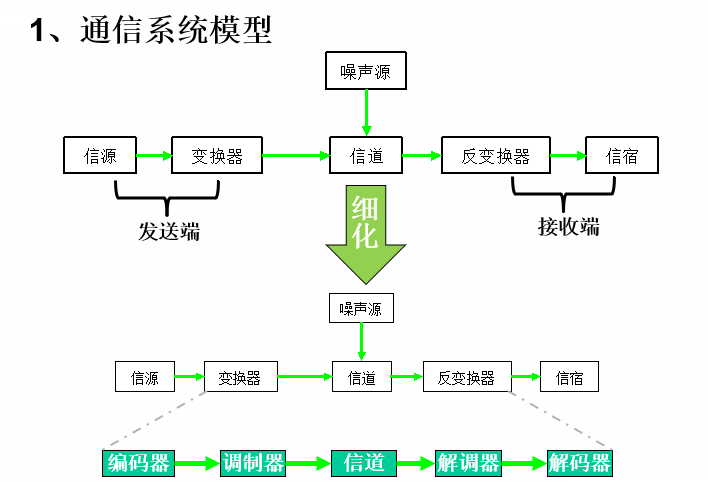 1、通信系统模型
噪声源
信源 变换器 信道 反变换器 信宿
发送端 接收端
细化
噪声源
信源 变换器 信道 反变换器 信宿
编码器 调制器 信道 解调器 解码器